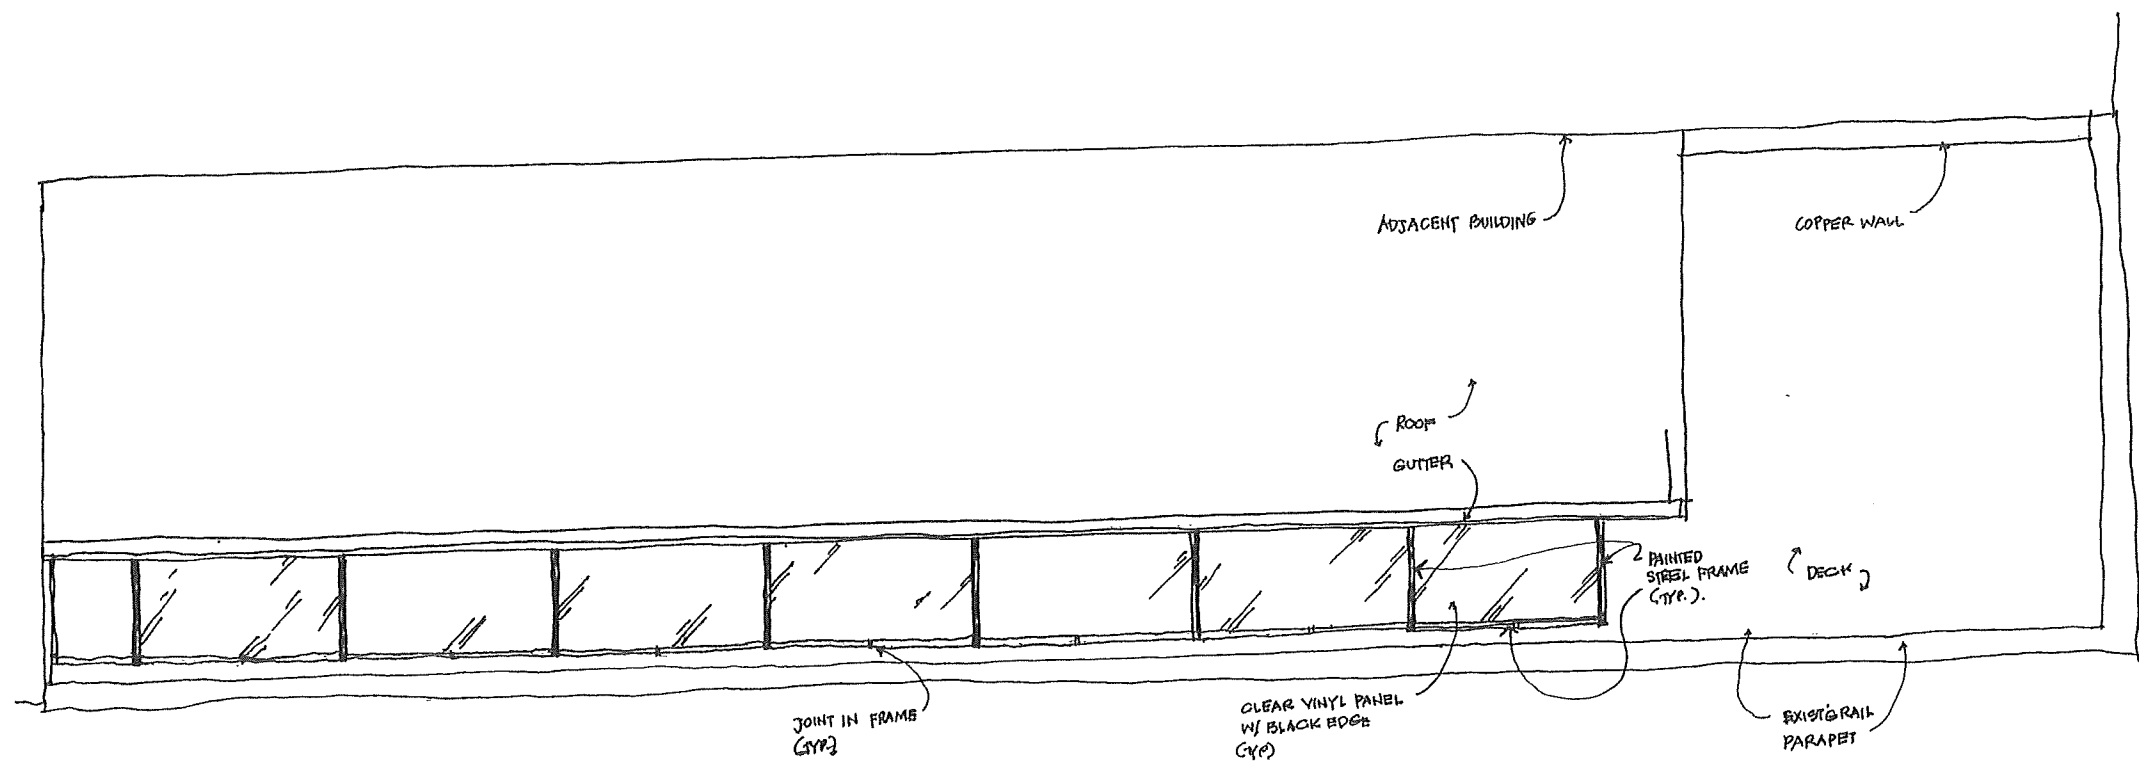 ADJACENT BUILDING
COPPER WALL
ROOF
GUTTER
PAINTED
STEEL FRAME
(TYP.).
DECK
JOINT IN FRAME
(TYP.)
CLEAR VINYL PANEL
W/ BLACK EDGE
(TYP)
EXIST'G RAIL
PARAPET